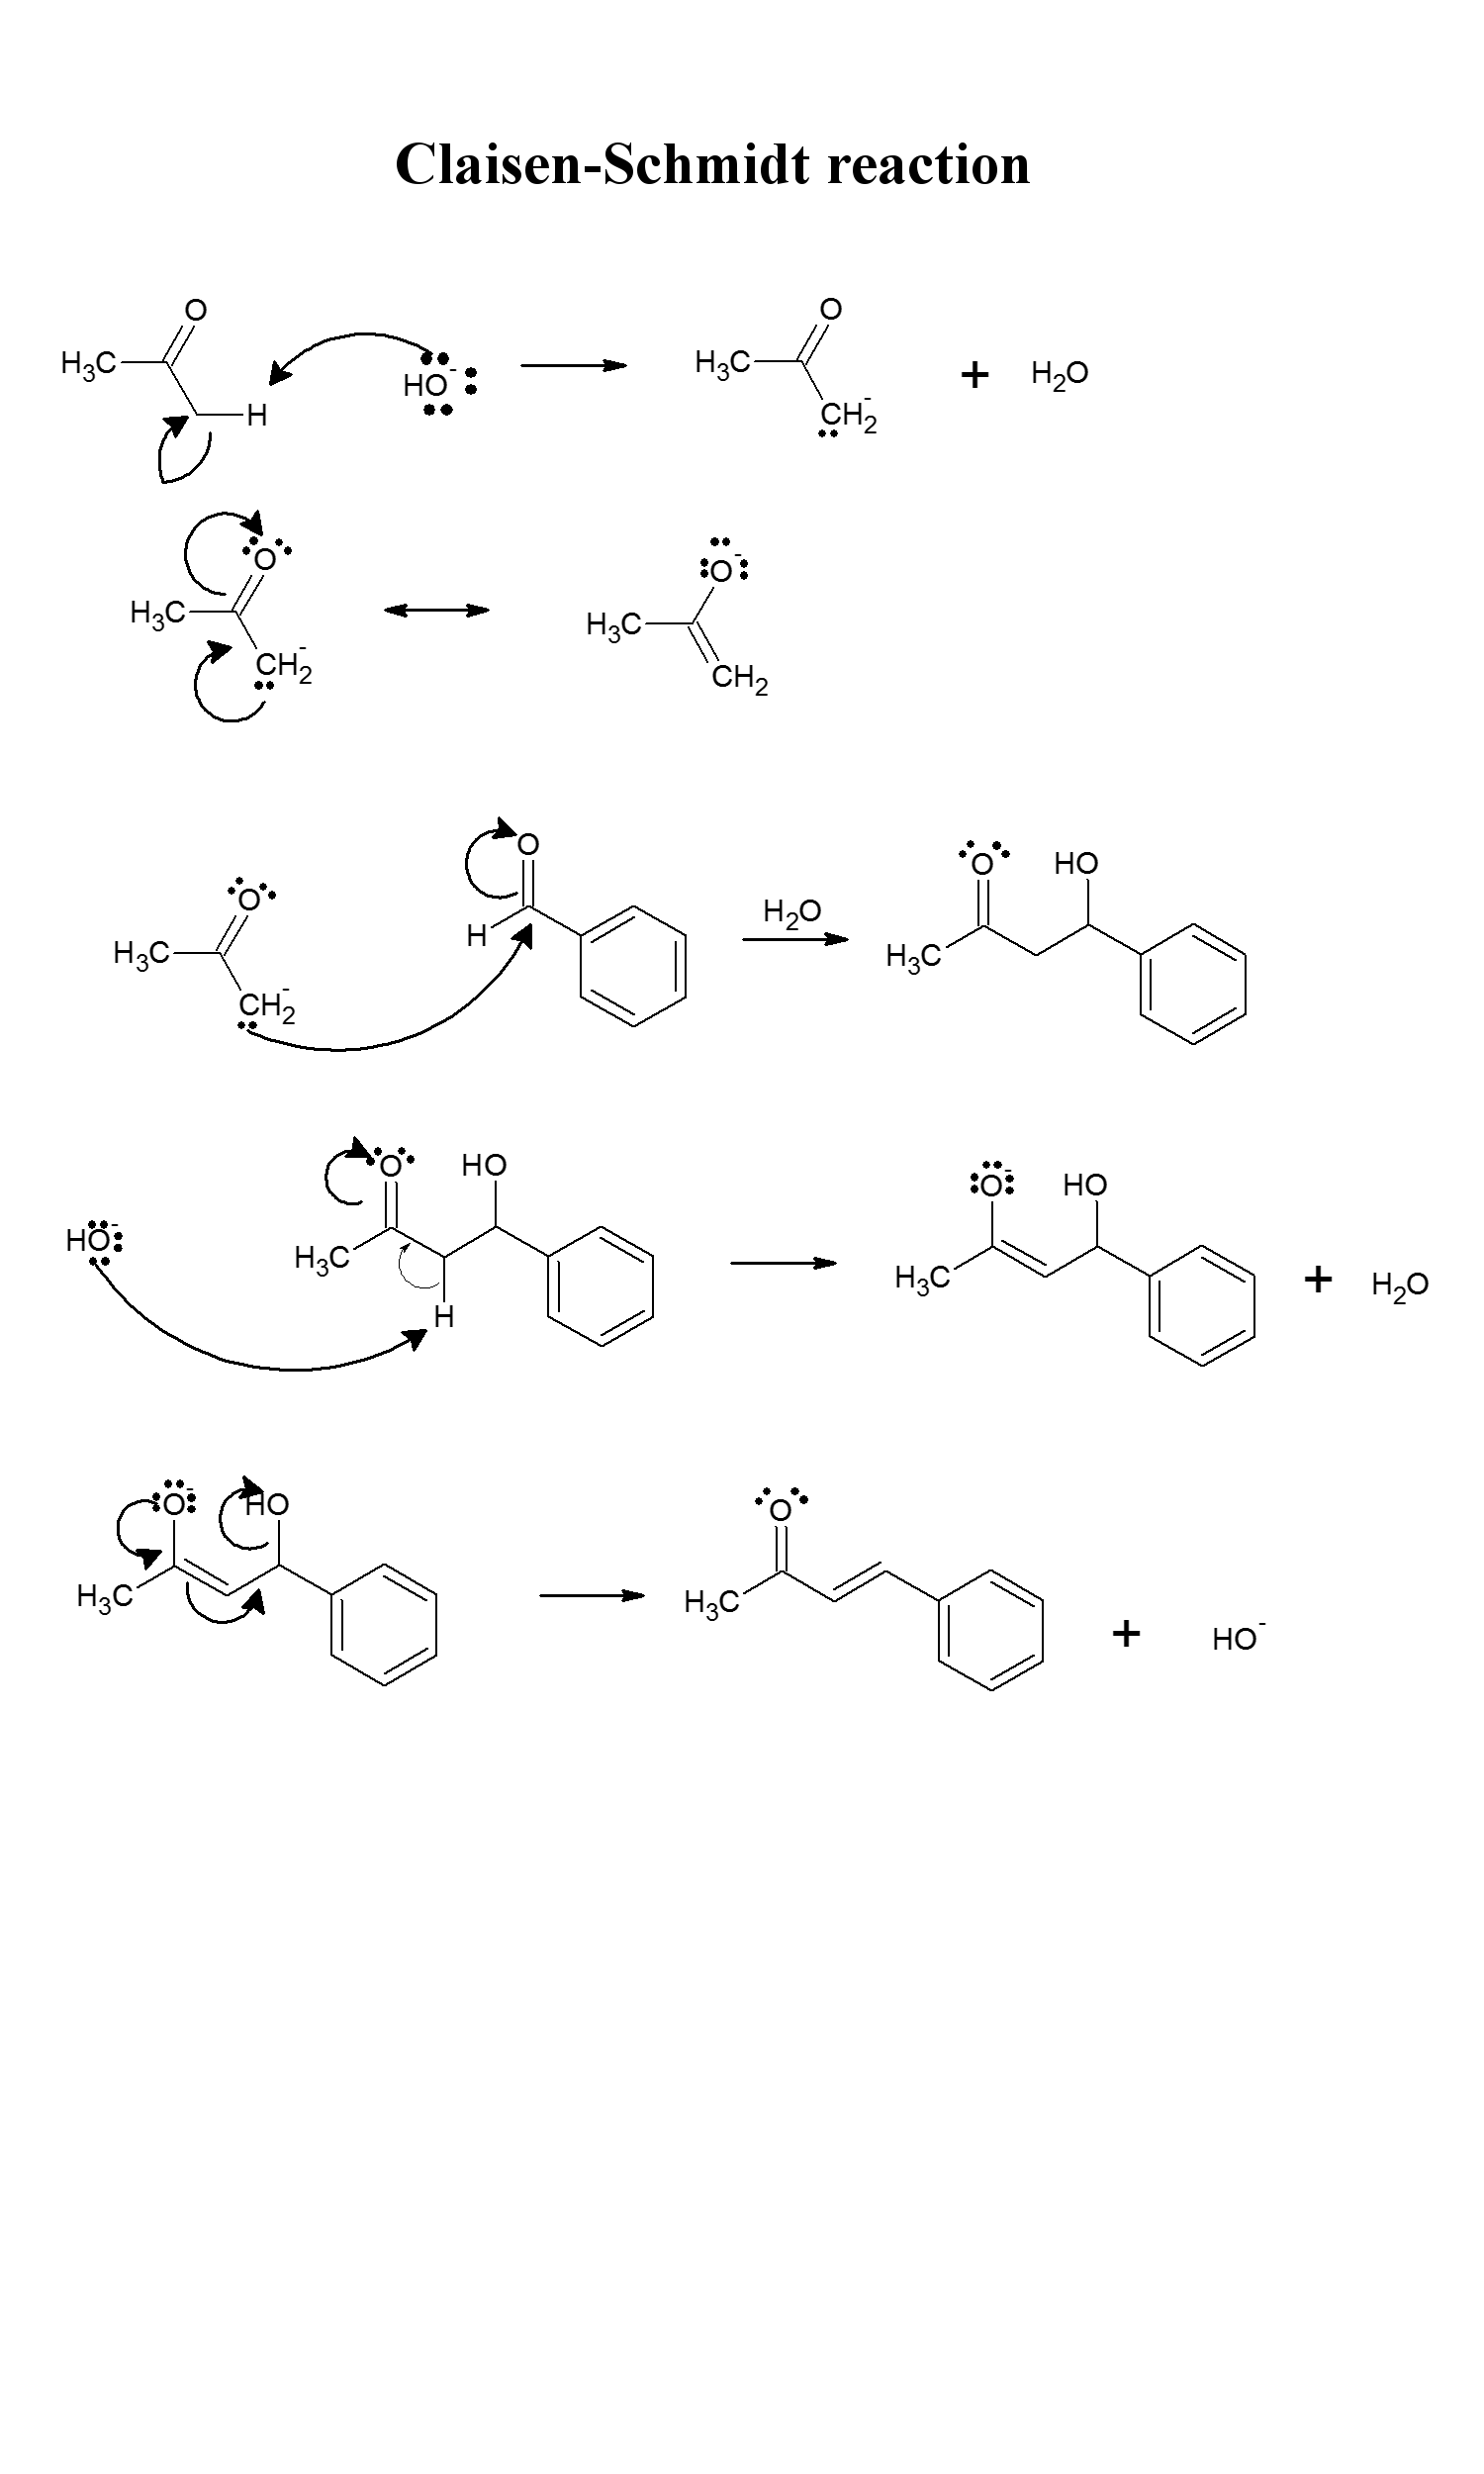 Claisen-Schmidt reaction
O
H3C
H
HO-
O
H3C
CH2-
+
H2O
O
H3C
CH2-
O-
H3C
CH2
O
H3C
CH2-
O
H
H2O
O
HO
H3C
HO-
O
HO
H3C
H
O-
HO
H3C
+
H2O
O-
HO
H3C
O
H3C
+
HO-